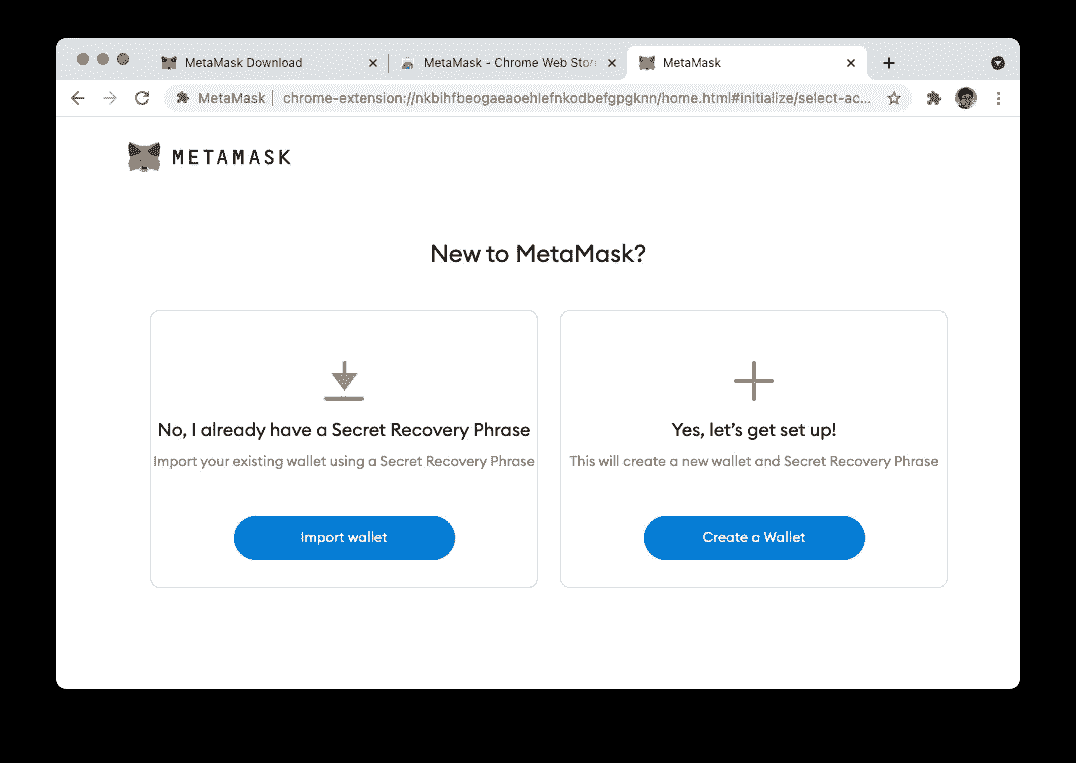 MetaMask Download
MetaMask - Chrome Web Stor
MetaMask
MetaMask
chrome-extension://nkbihfbeogaeaoehlefnkodbefgpgknn/home.html#initialize/select-ac...
METAMASK
New to MetaMask?
No, I already have a Secret Recovery Phrase
Import your existing wallet using a Secret Recovery Phrase
Import wallet
Yes, let’s get set up!
This will create a new wallet and Secret Recovery Phrase
Create a Wallet